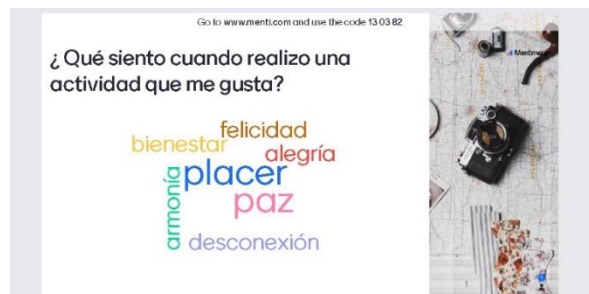 Go to www.menti.com and use the code 13 03 82
Mentimeter
¿ Qué siento cuando realizo una
actividad que me gusta?
felicidad
bienestar
alegría
placer
armonía
paz
desconexión